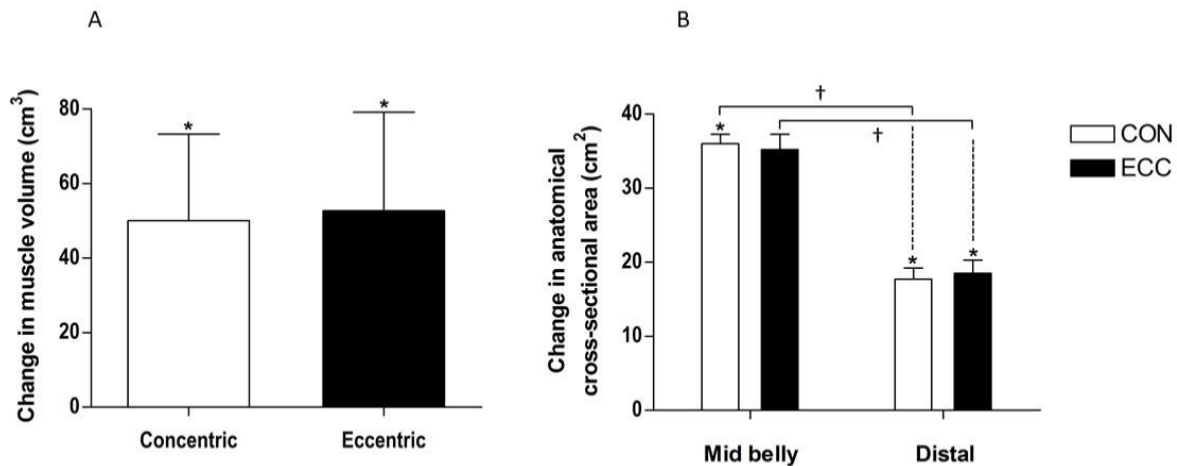 A
Change in muscle volume (cm³)
80
60
40
20
0
*
*
Concentric
Eccentric
B
Change in anatomical
cross-sectional area (cm²)
40
30
20
10
0
†
†
*
*
*
Mid belly
Distal
CON
ECC